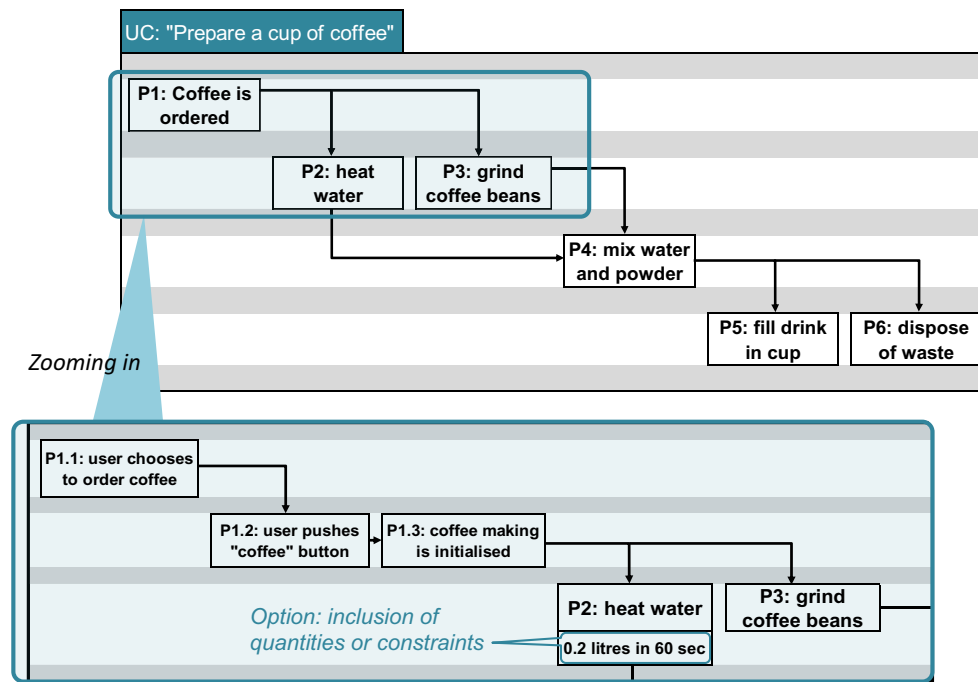 UC: "Prepare a cup of coffee"
P1: Coffee is
ordered
P2: heat
water
P3: grind
coffee beans
P4: mix water
and powder
P5: fill drink
in cup
P6: dispose
of waste
Zooming in
P1.1: user chooses
to order coffee
P1.2: user pushes
"coffee" button
P1.3: coffee making
is initialised
P2: heat water
0.2 litres in 60 sec
P3: grind
coffee beans
Option: inclusion of
quantities or constraints